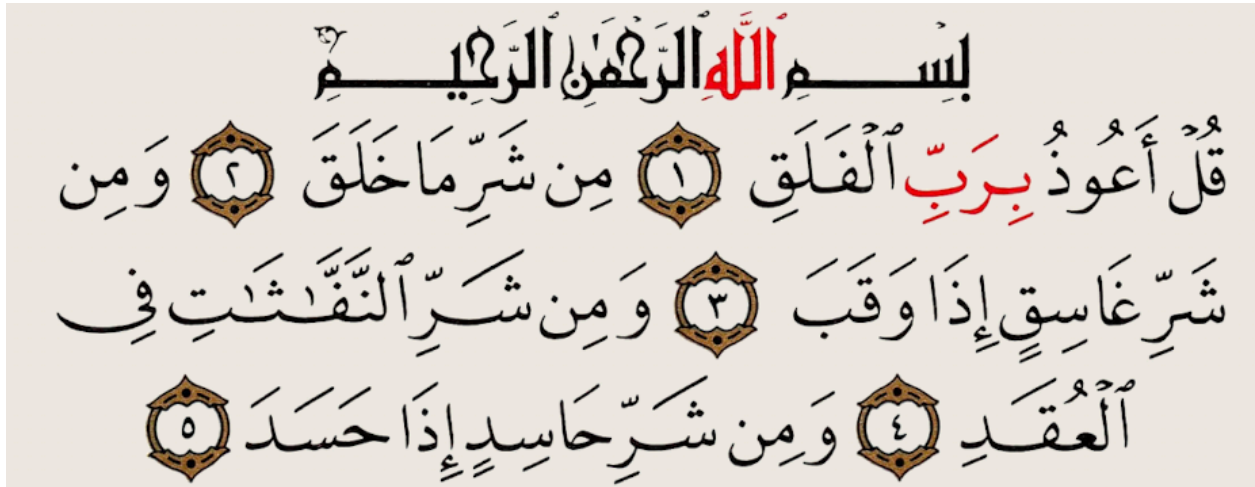 بِسْمِ ٱللَّهِ ٱلرَّحْمَٰنِ ٱلرَّحِيمِ
قُلْ أَعُوذُ بِرَبِّ ٱلْفَلَقِ ١ مِن شَرِّ مَا خَلَقَ ٢ وَمِن
شَرِّ غَاسِقٍ إِذَا وَقَبَ ٣ وَمِن شَرِّ ٱلنَّفَّٰثَٰتِ فِى
ٱلْعُقَدِ ٤ وَمِن شَرِّ حَاسِدٍ إِذَا حَسَدَ ٥